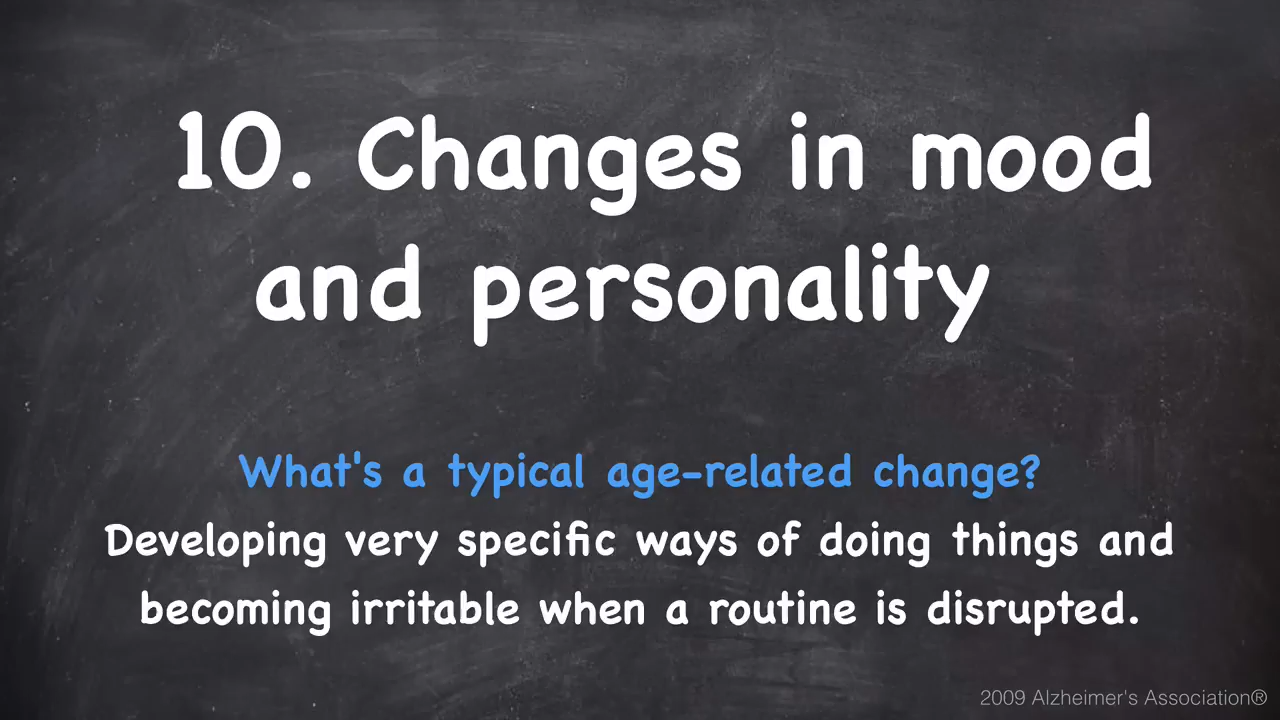 10. Changes in mood
and personality
What's a typical age-related change?
Developing very specific ways of doing things and
becoming irritable when a routine is disrupted.
2009 Alzheimer's Association®